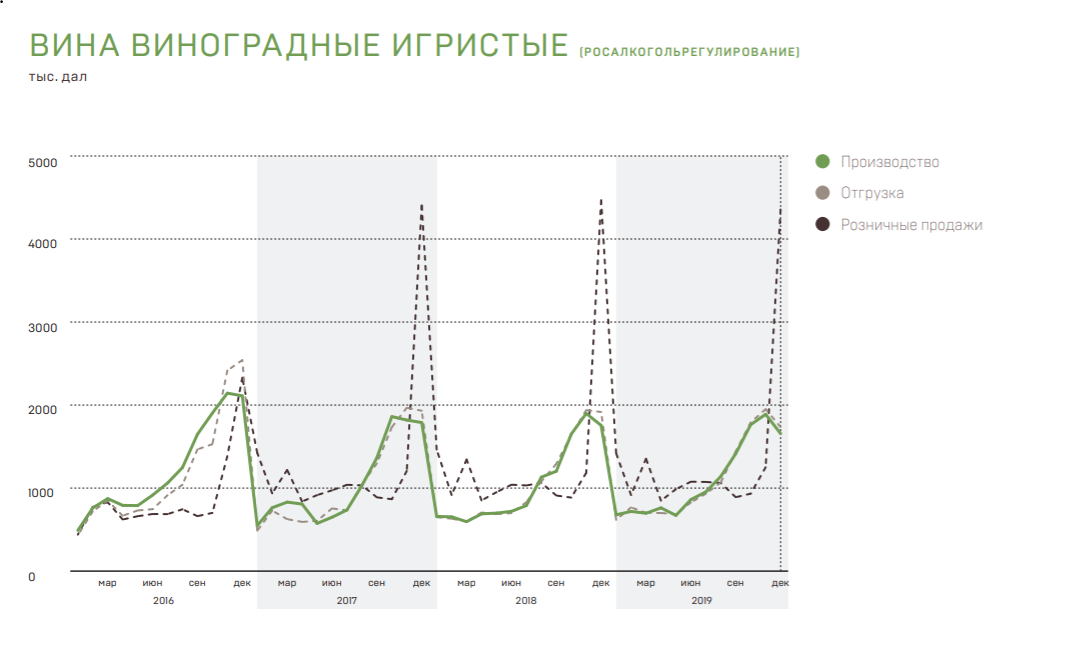 ВИНА ВИНОГРАДНЫЕ ИГРИСТЫЕ (РОСАЛКОГОЛЬРЕГУЛИРОВАНИЕ)
тыс. дал
5000
4000
3000
2000
1000
0
Производство
Отгрузка
Розничные продажи
мар июн сен дек мар июн сен дек мар июн сен дек мар июн сен дек
2016 2017 2018 2019